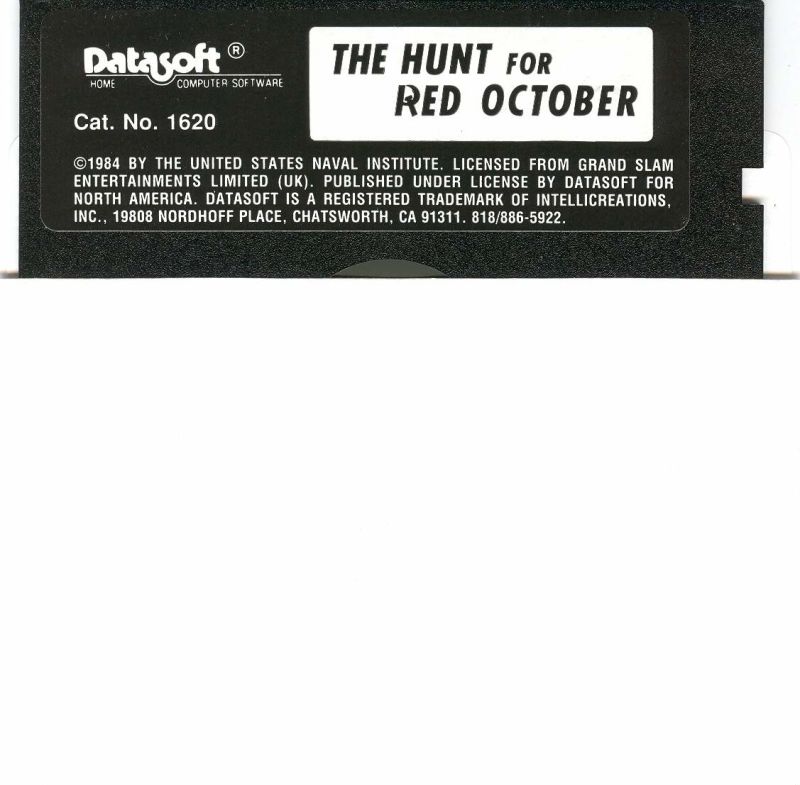 Datasoft®
HOME COMPUTER SOFTWARE
Cat. No. 1620
THE HUNT FOR
RED OCTOBER
©1984 BY THE UNITED STATES NAVAL INSTITUTE. LICENSED FROM GRAND SLAM
ENTERTAINMENTS LIMITED (UK). PUBLISHED UNDER LICENSE BY DATASOFT FOR
NORTH AMERICA. DATASOFT IS A REGISTERED TRADEMARK OF INTELLICREATIONS,
INC., 19808 NORDHOFF PLACE, CHATSWORTH, CA 91311. 818/886-5922.